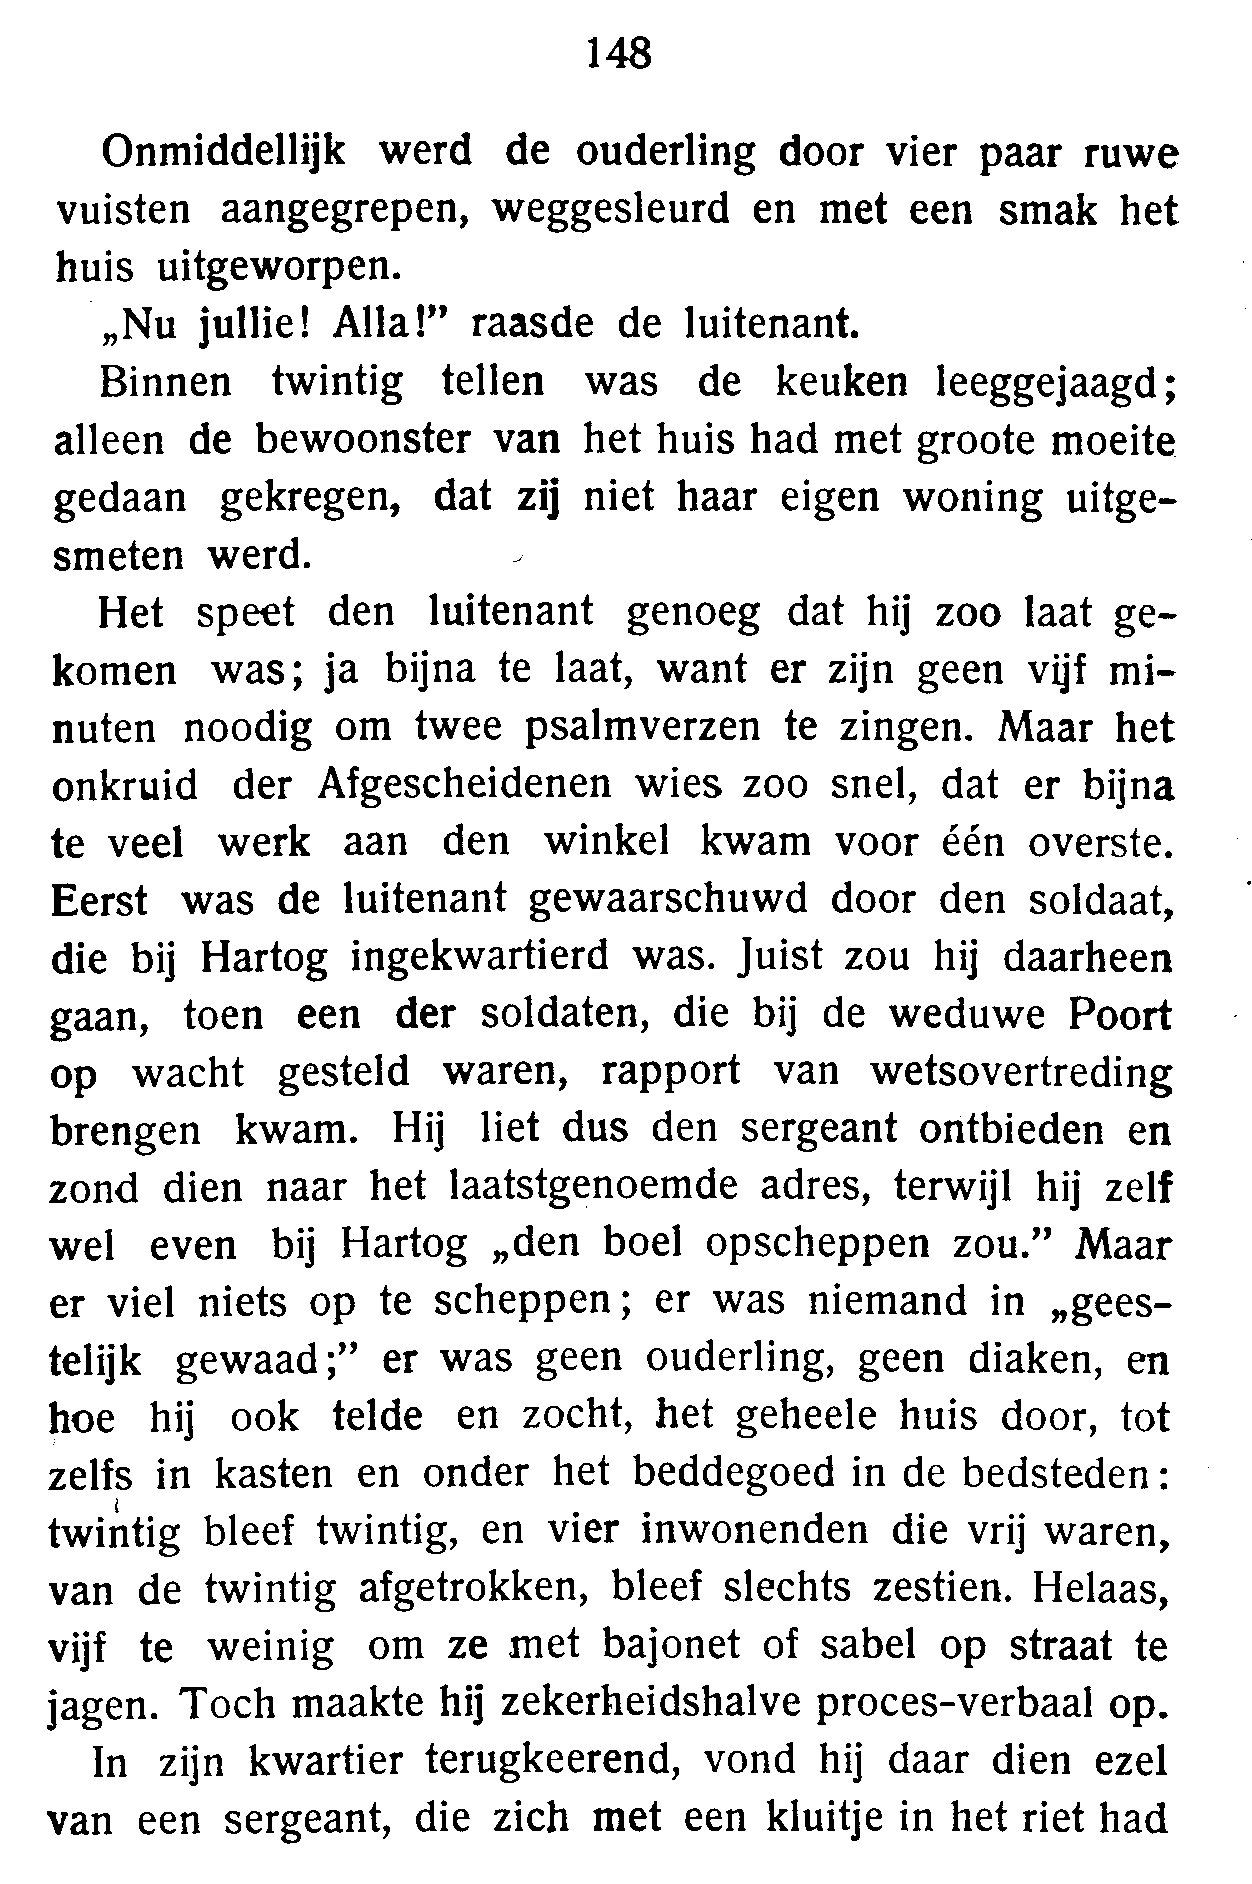 148
Onmiddellijk werd de ouderling door vier paar ruwe
vuisten aangegrepen, weggesleurd en met een smak het
huis uitgeworpen.
„Nu jullie! Alla!” raasde de luitenant.
Binnen twintig tellen was de keuken leeggejaagd;
alleen de bewoonster van het huis had met groote moeite
gedaan gekregen, dat zij niet haar eigen woning uitge-
smeten werd.
Het speet den luitenant genoeg dat hij zoo laat ge-
komen was; ja bijna te laat, want er zijn geen vijf mi-
nuten noodig om twee psalmverzen te zingen. Maar het
onkruid der Afgescheidenen wies zoo snel, dat er bijna
te veel werk aan den winkel kwam voor één overste.
Eerst was de luitenant gewaarschuwd door den soldaat,
die bij Hartog ingekwartierd was. Juist zou hij daarheen
gaan, toen een der soldaten, die bij de weduwe Poort
op wacht gesteld waren, rapport van wetsovertreding
brengen kwam. Hij liet dus den sergeant ontbieden en
zond dien naar het laatstgenoemde adres, terwijl hij zelf
wel even bij Hartog „den boel opscheppen zou.” Maar
er viel niets op te scheppen; er was niemand in „gees-
telijk gewaad;” er was geen ouderling, geen diaken, en
hoe hij ook telde en zocht, het geheele huis door, tot
zelfs in kasten en onder het beddegoed in de bedsteden:
twintig bleef twintig, en vier inwonenden die vrij waren,
van de twintig afgetrokken, bleef slechts zestien. Helaas,
vijf te weinig om ze met bajonet of sabel op straat te
jagen. Toch maakte hij zekerheidshalve proces-verbaal op.
In zijn kwartier terugkeerend, vond hij daar dien ezel
van een sergeant, die zich met een kluitje in het riet had